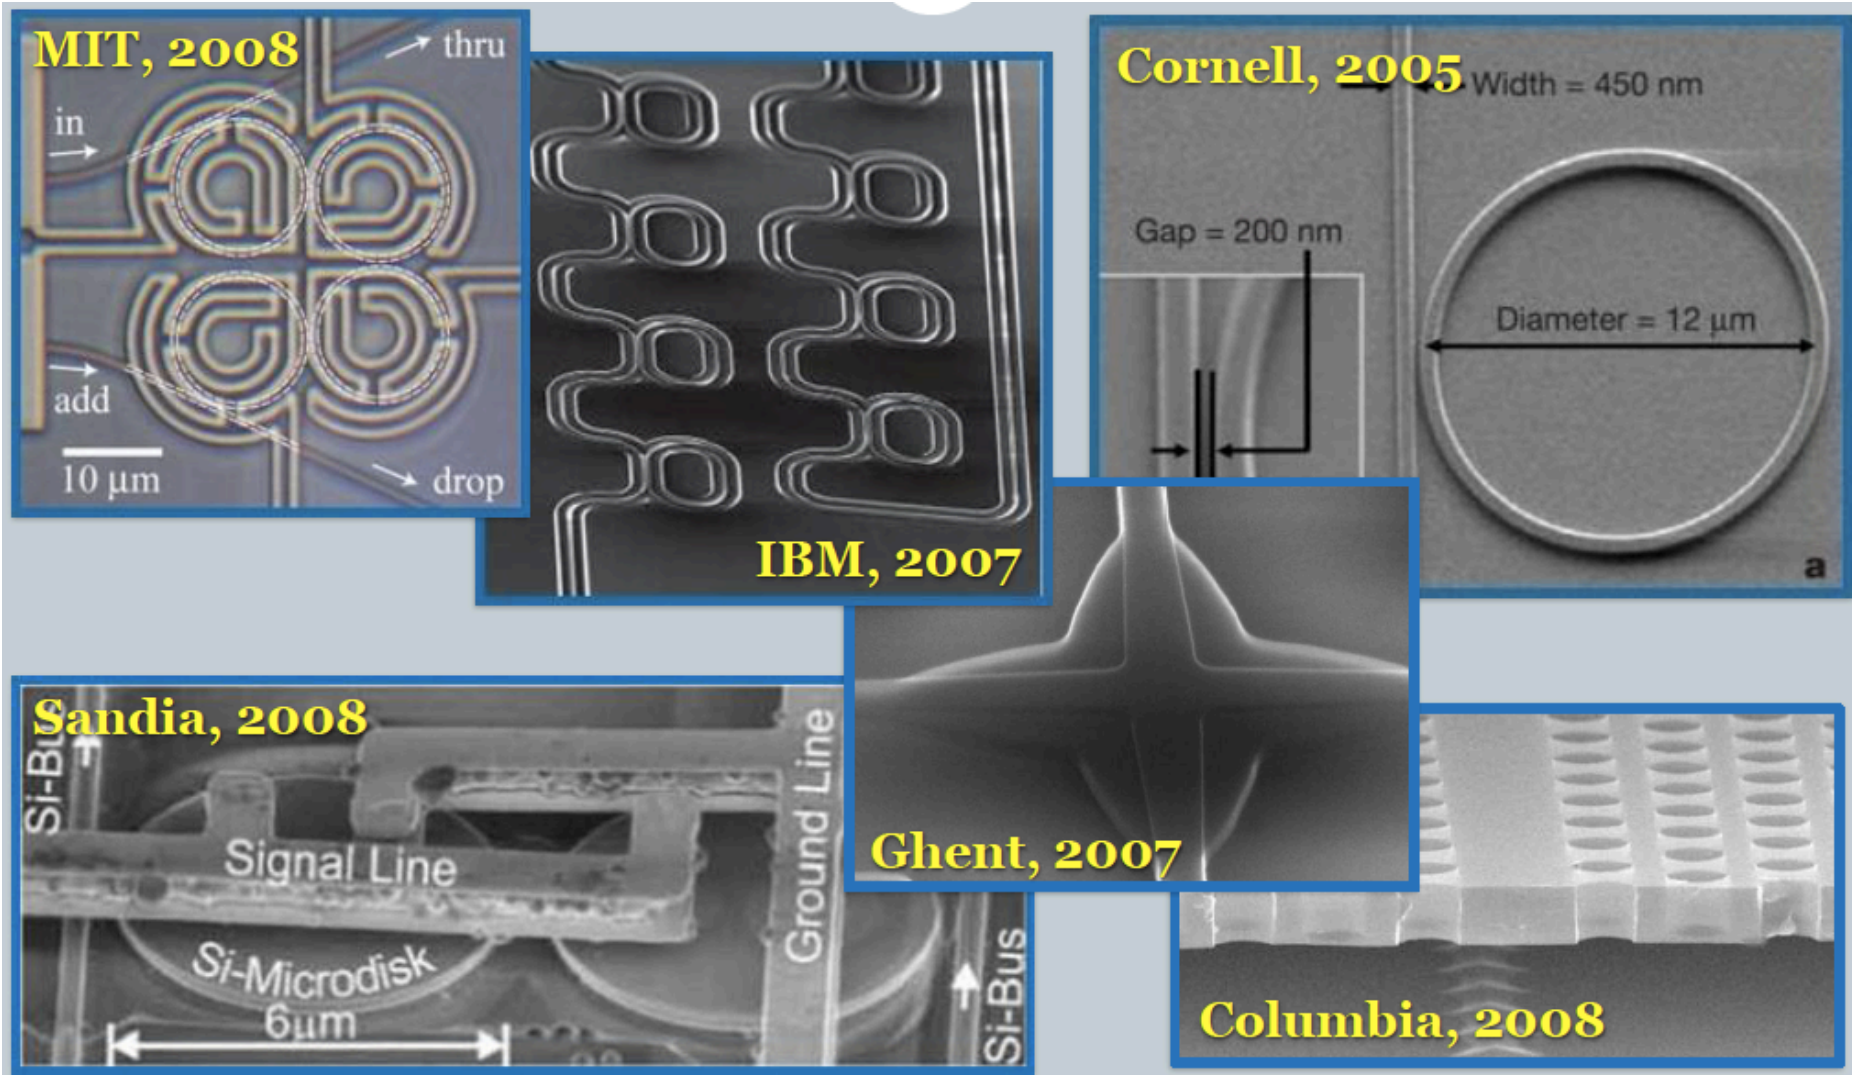 MIT, 2008
thru
in
add
10 μm
drop
IBM, 2007
Cornell, 2005
Width = 450 nm
Gap = 200 nm
Diameter = 12 μm
a
Sandia, 2008
Si-Bus
Signal Line
Ground Line
Si-Microdisk
6μm
Si-Bus
Ghent, 2007
Columbia, 2008